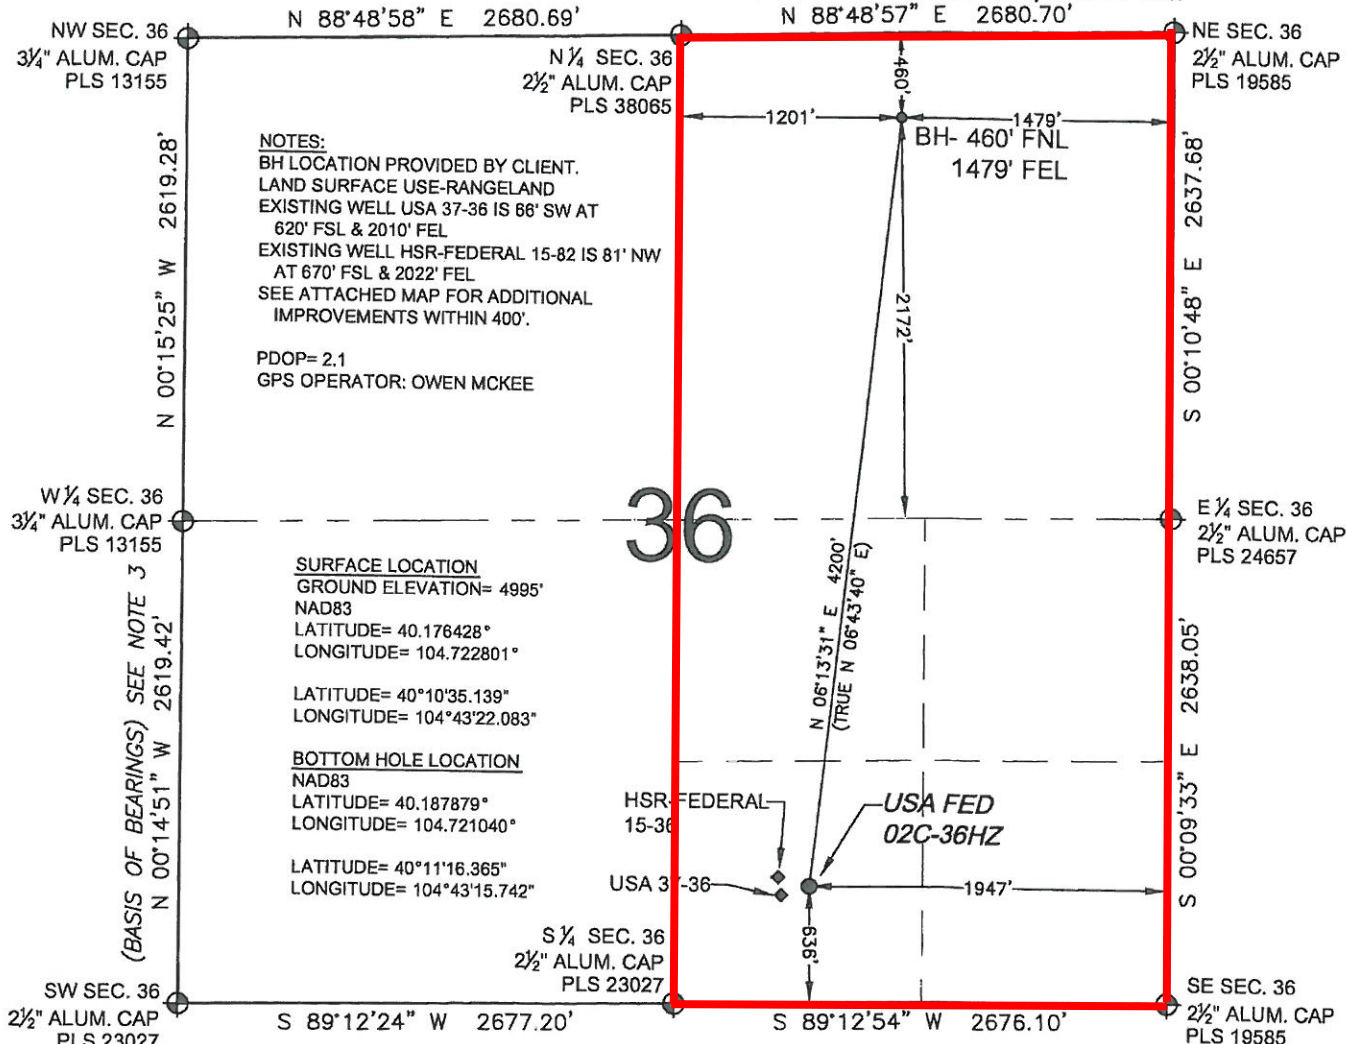 N 88°48'58" E 2680.69'
N 88°48'57" E 2680.70'
NW SEC. 36
3¼" ALUM. CAP
PLS 13155
N ¼ SEC. 36
2½" ALUM. CAP
PLS 38065
NE SEC. 36
2½" ALUM. CAP
PLS 19585
460'
1201'
1479'
BH- 460' FNL
1479' FEL
N 00°15'25" W 2619.28'
NOTES:
BH LOCATION PROVIDED BY CLIENT.
LAND SURFACE USE-RANGELAND
EXISTING WELL USA 37-36 IS 66' SW AT
620' FSL & 2010' FEL
EXISTING WELL HSR-FEDERAL 15-82 IS 81' NW
AT 670' FSL & 2022' FEL
SEE ATTACHED MAP FOR ADDITIONAL
IMPROVEMENTS WITHIN 400'.
PDOP= 2.1
GPS OPERATOR: OWEN MCKEE
2172'
S 00°10'48" E 2637.68'
W ¼ SEC. 36
3¼" ALUM. CAP
PLS 13155
36
E ¼ SEC. 36
2½" ALUM. CAP
PLS 24657
(BASIS OF BEARINGS) SEE NOTE 3
N 00°14'51" W 2619.42'
SURFACE LOCATION
GROUND ELEVATION= 4995'
NAD83
LATITUDE= 40.176428°
LONGITUDE= 104.722801°
LATITUDE= 40°10'35.139"
LONGITUDE= 104°43'22.083"
BOTTOM HOLE LOCATION
NAD83
LATITUDE= 40.187879°
LONGITUDE= 104.721040°
LATITUDE= 40°11'16.365"
LONGITUDE= 104°43'15.742"
N 06°13'31" E 4200'
(TRUE N 06°43'40" E)
S 00°09'33" E 2638.05'
HSR-FEDERAL
15-36
USA 37-36
USA FED
02C-36HZ
1947'
636'
S ¼ SEC. 36
2½" ALUM. CAP
PLS 23027
SW SEC. 36
2½" ALUM. CAP
PLS 23027
S 89°12'24" W 2677.20'
S 89°12'54" W 2676.10'
SE SEC. 36
2½" ALUM. CAP
PLS 19585